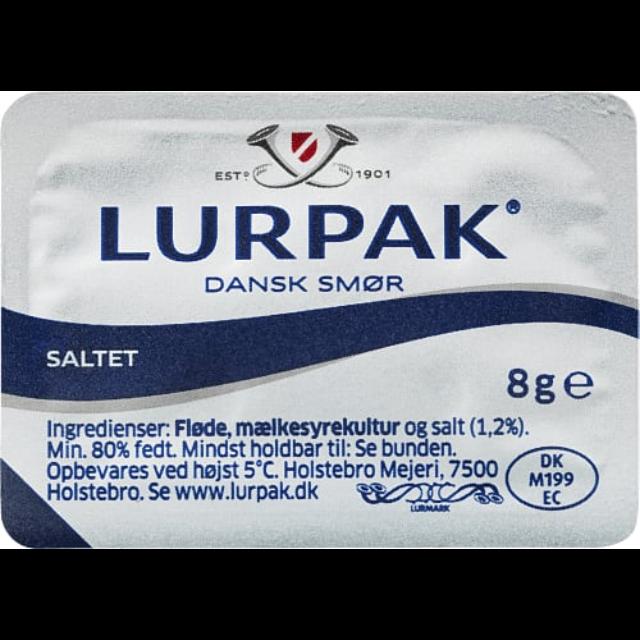 ESTD 1901
LURPAK®
DANSK SMØR
SALTET
8g e
Ingredienser: Fløde, mælkesyrekultur og salt (1,2%).
Min. 80% fedt. Mindst holdbar til: Se bunden.
Opbevares ved højst 5°C. Holstebro Mejeri, 7500
Holstebro. Se www.lurpak.dk
LURMARK
DK
M199
EC